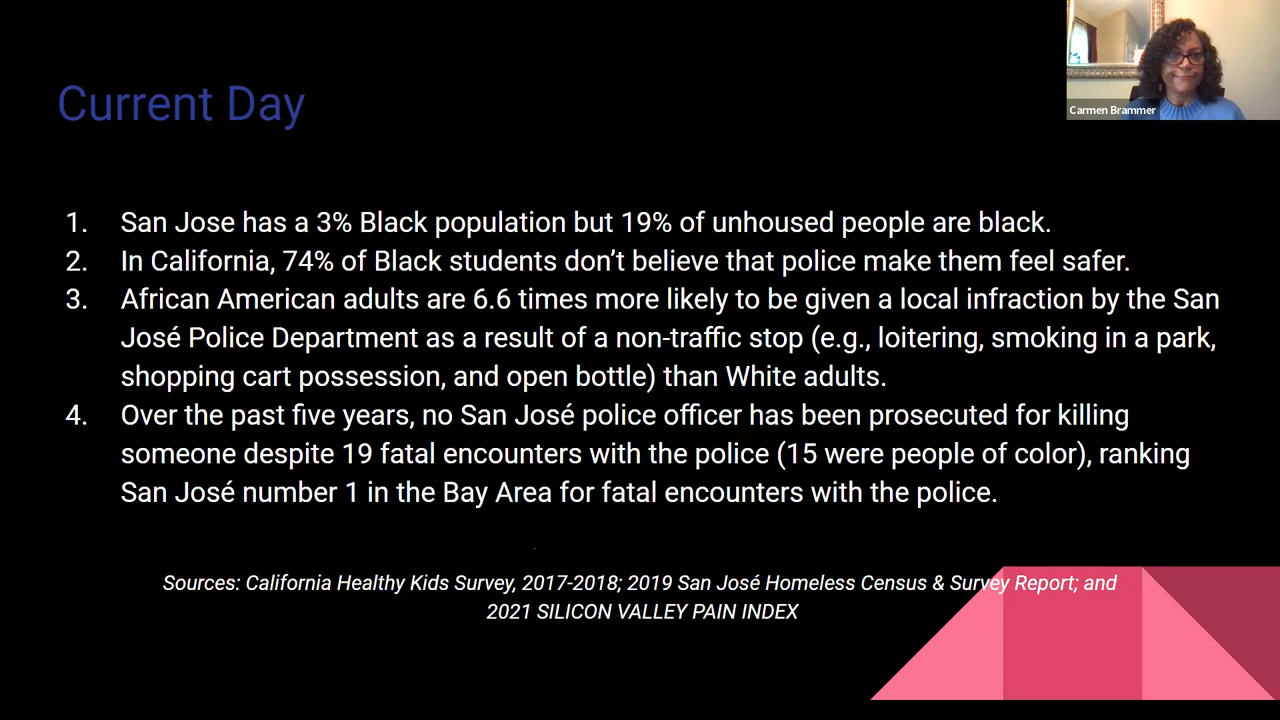 Carmen Brammer
Current Day
1. San Jose has a 3% Black population but 19% of unhoused people are black.
2. In California, 74% of Black students don’t believe that police make them feel safer.
3. African American adults are 6.6 times more likely to be given a local infraction by the San
José Police Department as a result of a non-traffic stop (e.g., loitering, smoking in a park,
shopping cart possession, and open bottle) than White adults.
4. Over the past five years, no San José police officer has been prosecuted for killing
someone despite 19 fatal encounters with the police (15 were people of color), ranking
San José number 1 in the Bay Area for fatal encounters with the police.
Sources: California Healthy Kids Survey, 2017-2018; 2019 San José Homeless Census & Survey Report; and
2021 SILICON VALLEY PAIN INDEX